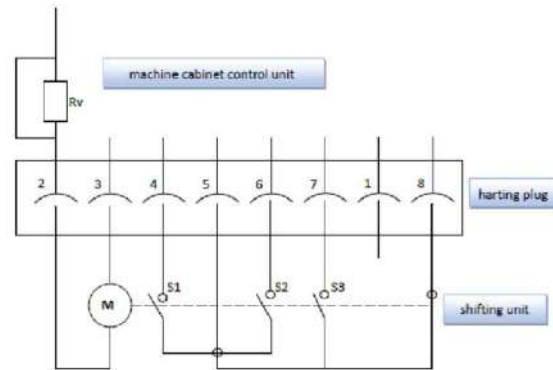 machine cabinet control unit
Rv
2 3 4 5 6 7 1 8
harting plug
S1 S2 S3
M
shifting unit